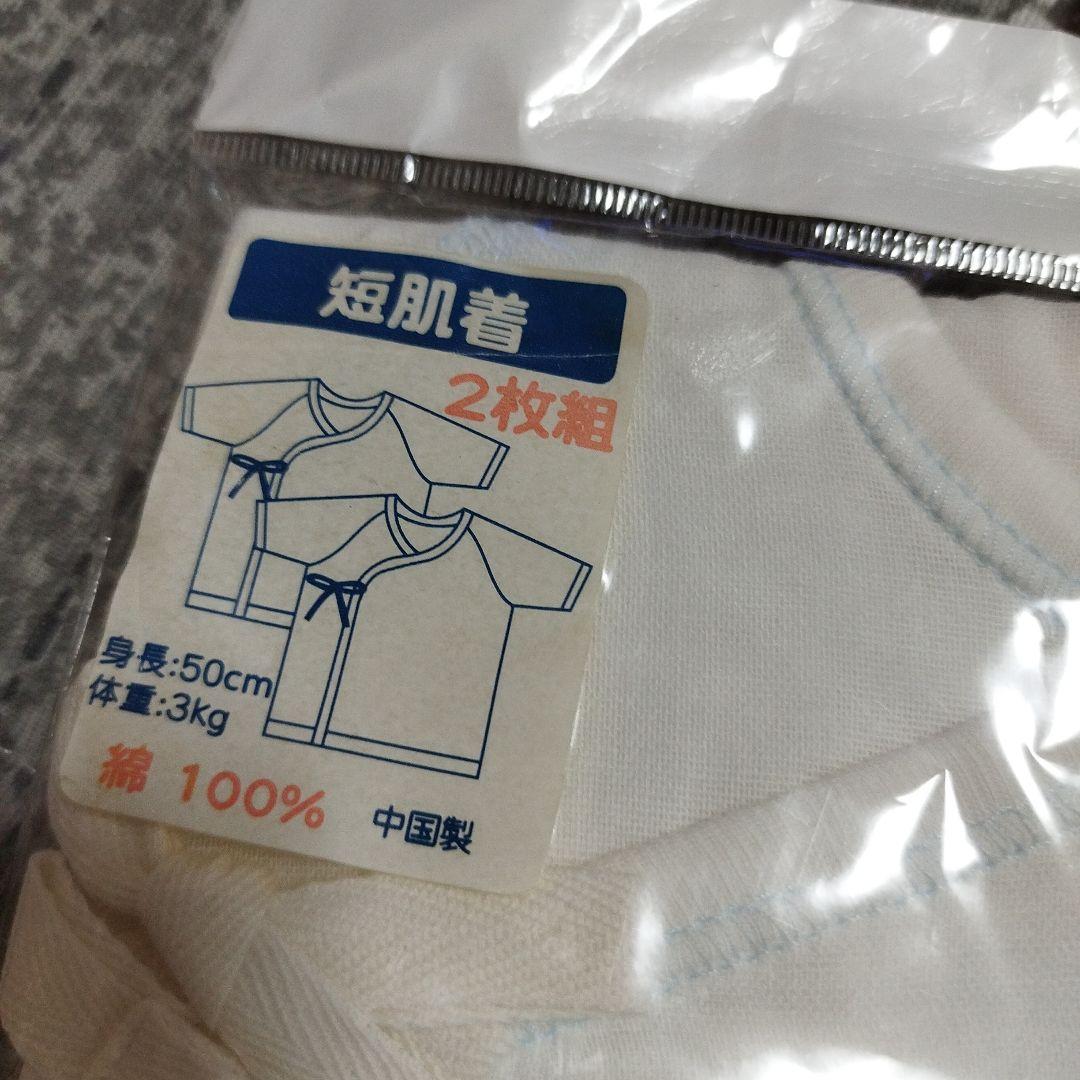 短肌着
2枚組
身長:50cm
体重:3kg
綿 100%
中国製